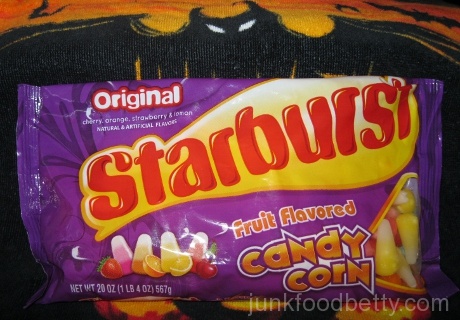 Original
cherry, orange, strawberry & lemon
NATURAL & ARTIFICIAL FLAVORS
Starburst
Fruit Flavored
CANDY
CORN
NET WT 20 OZ (1 LB 4 OZ) 567g
junkfoodbetty.com